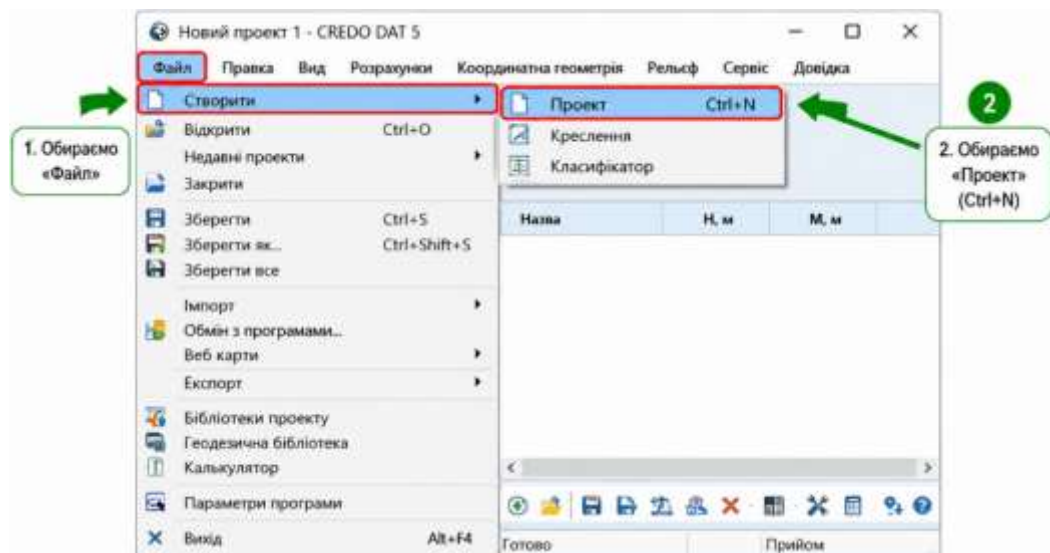 Новий проект 1 - CREDO DAT 5
Файл Правка Вид Розрахунки Координатна геометрія Рельєф Сервіс Довідка
Створити
Проект Ctrl+N
Креслення
Класифікатор
1. Обираємо
«Файл»
2
2. Обираємо
«Проект»
(Ctrl+N)
Відкрити Ctrl+O
Недавні проекти
Закрити
Зберегти Ctrl+S
Зберегти як... Ctrl+Shift+S
Зберегти все
Імпорт
Обмін з програмами...
Веб карти
Експорт
Бібліотеки проекту
Геодезична бібліотека
Калькулятор
Параметри програми
Вихід Alt+F4
Назва Н, м М, м
Готово Прийом